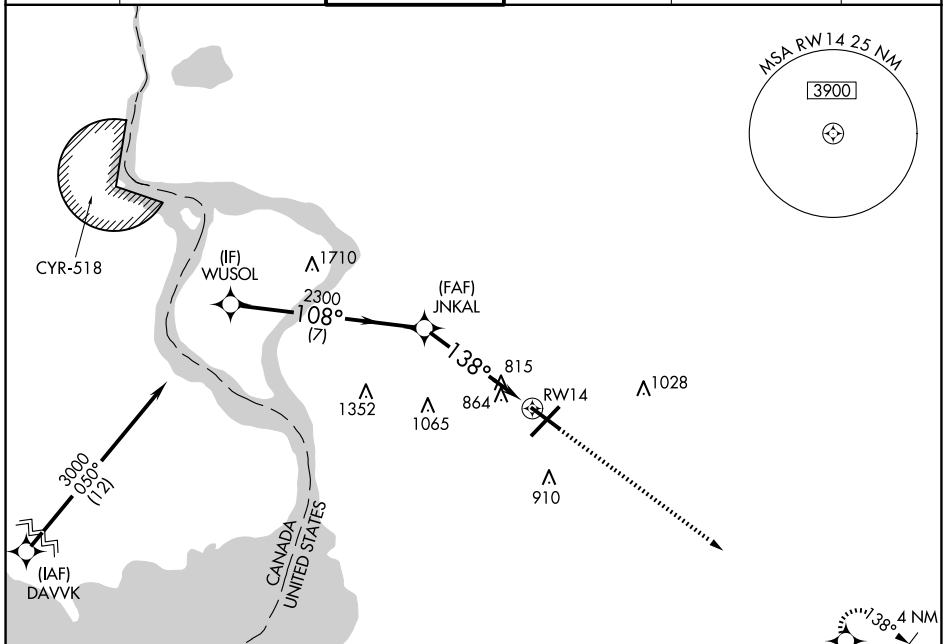 MSA RW14 25 NM
3900
CYR-518
(IF)
WUSOL
1710
2300
108°
(7)
(FAF)
JNKAL
138°
815
864
RW14
1028
1352
1065
910
3000
050°
(12)
(IAF)
DAVVK
CANADA
UNITED STATES
138°
4 NM